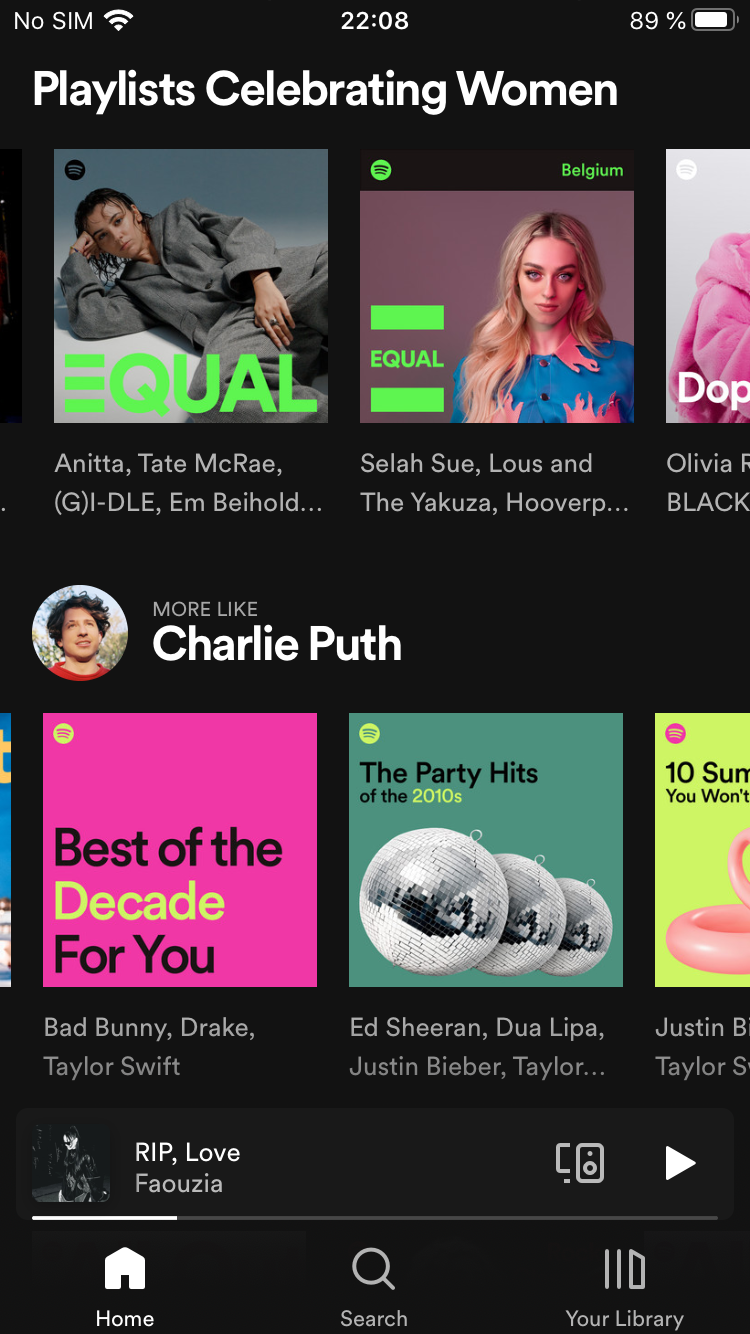 No SIM 22:08 89 %
Playlists Celebrating Women
EQUAL
Belgium
EQUAL
Dop
Anitta, Tate McRae,
(G)I-DLE, Em Beihold...
Selah Sue, Lous and
The Yakuza, Hooverp...
Olivia R
BLACK
MORE LIKE
Charlie Puth
Best of the
Decade
For You
The Party Hits
of the 2010s
10 Sum
You Won't
Bad Bunny, Drake,
Taylor Swift
Ed Sheeran, Dua Lipa,
Justin Bieber, Taylor...
Justin Bi
Taylor Sw
RIP, Love
Faouzia
Home
Search
Your Library